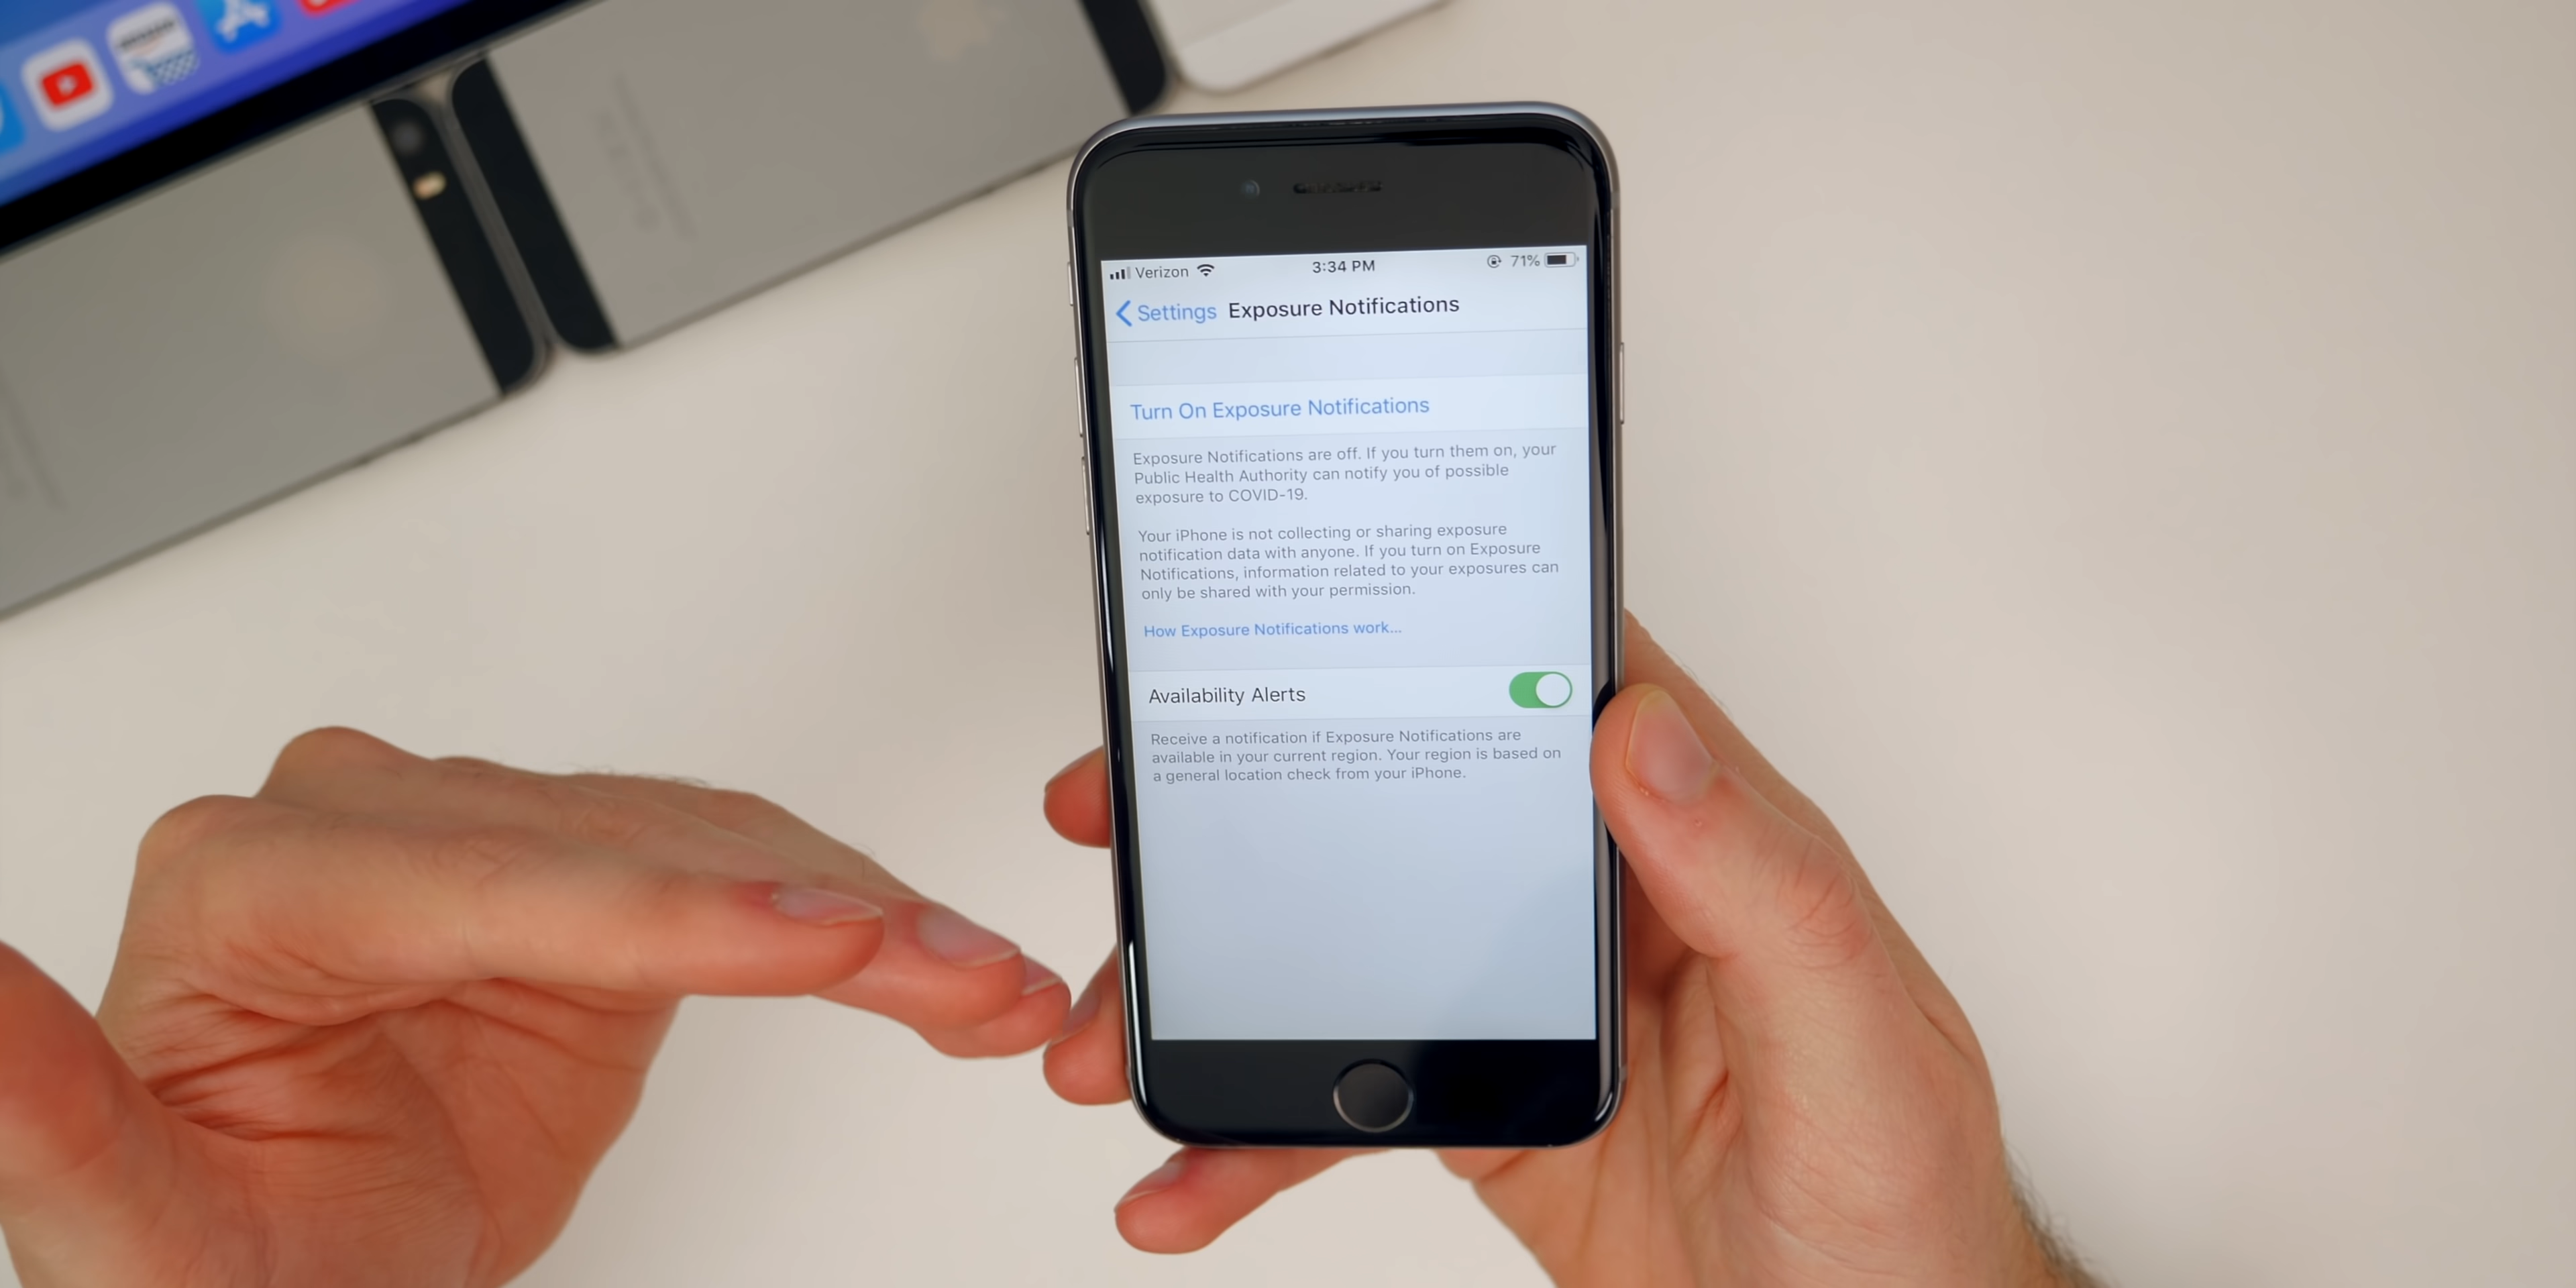 Verizon 3:34 PM 71%
Settings Exposure Notifications
Turn On Exposure Notifications
Exposure Notifications are off. If you turn them on, your
Public Health Authority can notify you of possible
exposure to COVID-19.
Your iPhone is not collecting or sharing exposure
notification data with anyone. If you turn on Exposure
Notifications, information related to your exposures can
only be shared with your permission.
How Exposure Notifications work...
Availability Alerts
Receive a notification if Exposure Notifications are
available in your current region. Your region is based on
a general location check from your iPhone.